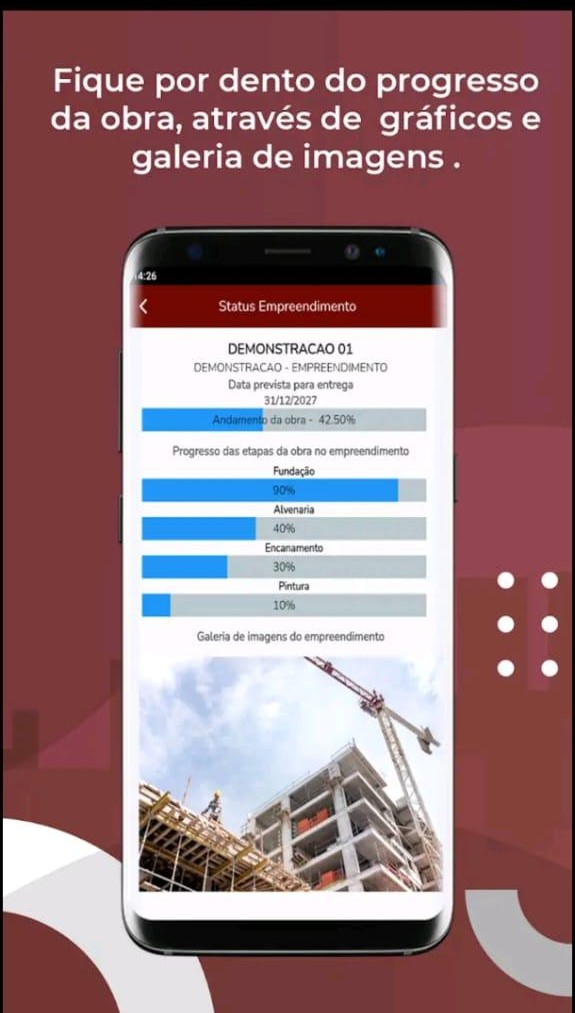 Fique por dento do progresso
da obra, através de gráficos e
galeria de imagens .
4:26
Status Empreendimento
DEMONSTRACAO 01
DEMONSTRACAO - EMPREENDIMENTO
Data prevista para entrega
31/12/2027
Andamento da obra - 42.50%
Progresso das etapas da obra no empreendimento
Fundação
90%
Alvenaria
40%
Encanamento
30%
Pintura
10%
Galeria de imagens do empreendimento